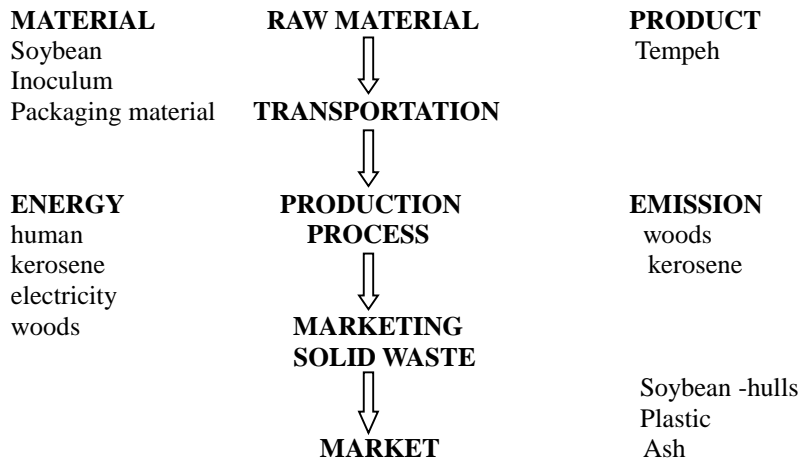 MATERIAL RAW MATERIAL PRODUCT
Soybean Tempeh
Inoculum
Packaging material TRANSPORTATION
ENERGY PRODUCTION EMISSION
human PROCESS woods
kerosene kerosene
electricity
woods MARKETING
SOLID WASTE
Soybean -hulls
Plastic
MARKET Ash